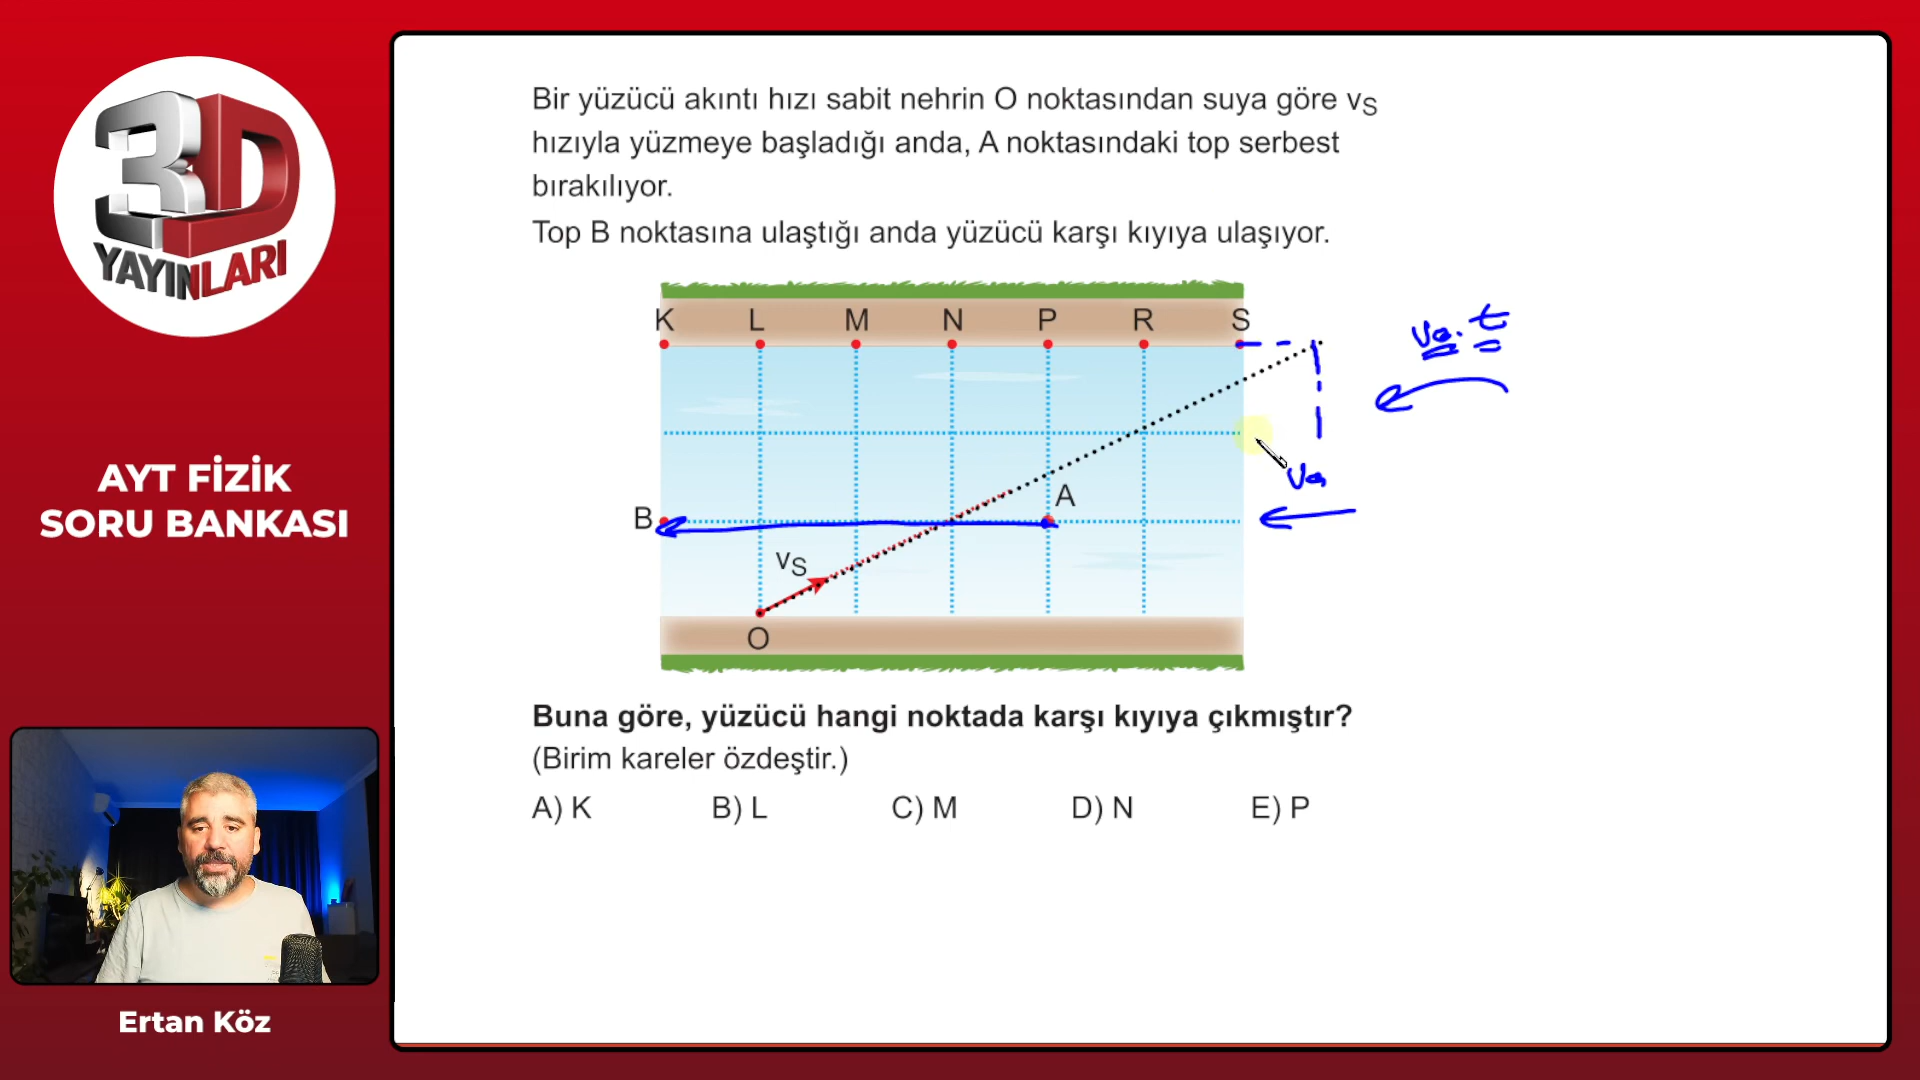 3D
YAYINLARI
AYT FİZİK
SORU BANKASI
Ertan Köz
Bir yüzücü akıntı hızı sabit nehrin O noktasından suya göre vS
hızıyla yüzmeye başladığı anda, A noktasındaki top serbest
bırakılıyor.
Top B noktasına ulaştığı anda yüzücü karşı kıyıya ulaşıyor.
K L M N P R S
va. t
A
va
B
vS
O
Buna göre, yüzücü hangi noktada karşı kıyıya çıkmıştır?
(Birim kareler özdeştir.)
A) K B) L C) M D) N E) P